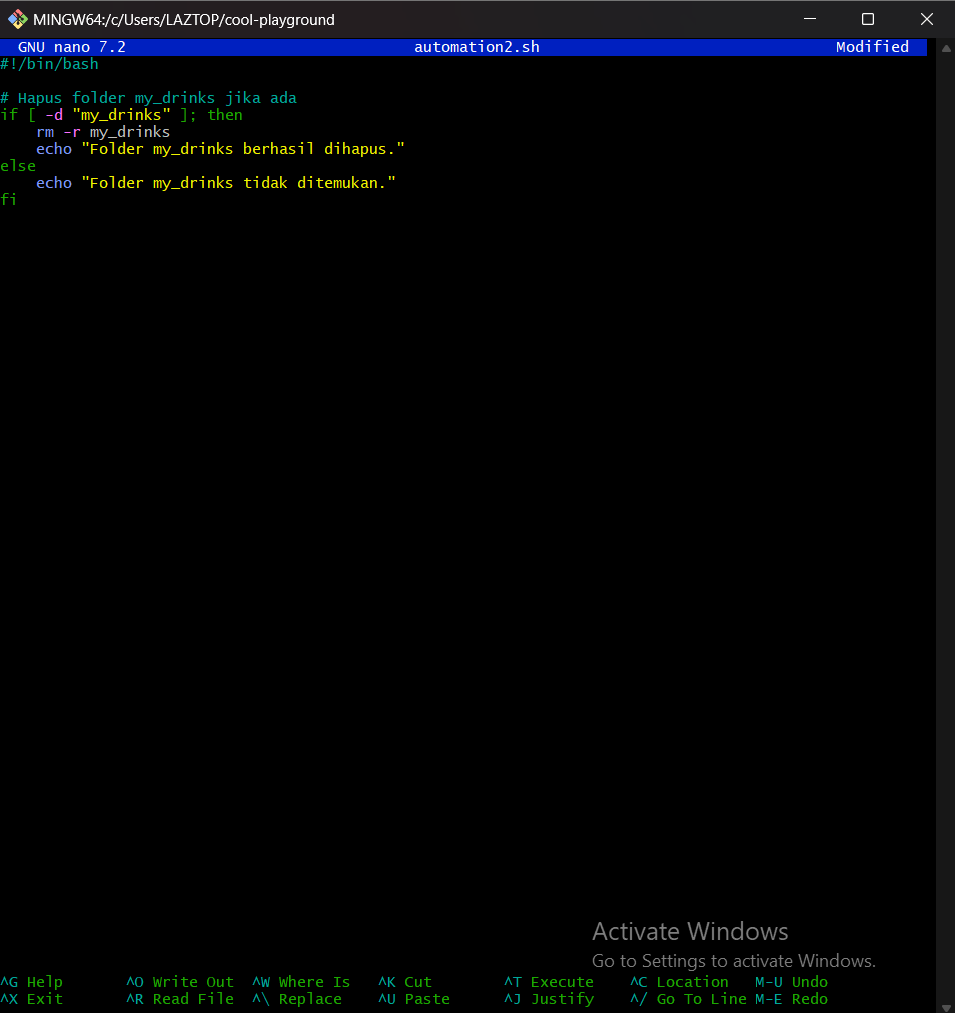 MINGW64:/c/Users/LAZTOP/cool-playground
GNU nano 7.2 automation2.sh Modified
#!/bin/bash
# Hapus folder my_drinks jika ada
if [ -d "my_drinks" ]; then
    rm -r my_drinks
    echo "Folder my_drinks berhasil dihapus."
else
    echo "Folder my_drinks tidak ditemukan."
fi
Activate Windows
Go to Settings to activate Windows.
^G Help ^O Write Out ^W Where Is ^K Cut ^T Execute ^C Location M-U Undo
^X Exit ^R Read File ^\ Replace ^U Paste ^J Justify ^/ Go To Line M-E Redo